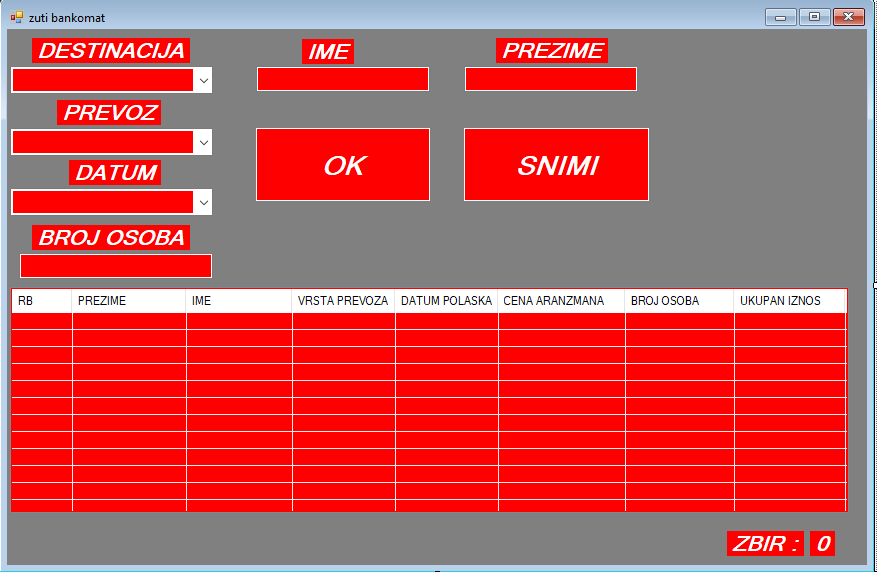 zuti bankomat
DESTINACIJA
IME
PREZIME
PREVOZ
OK
SNIMI
DATUM
BROJ OSOBA
RB PREZIME IME VRSTA PREVOZA DATUM POLASKA CENA ARANZMANA BROJ OSOBA UKUPAN IZNOS
ZBIR : 0